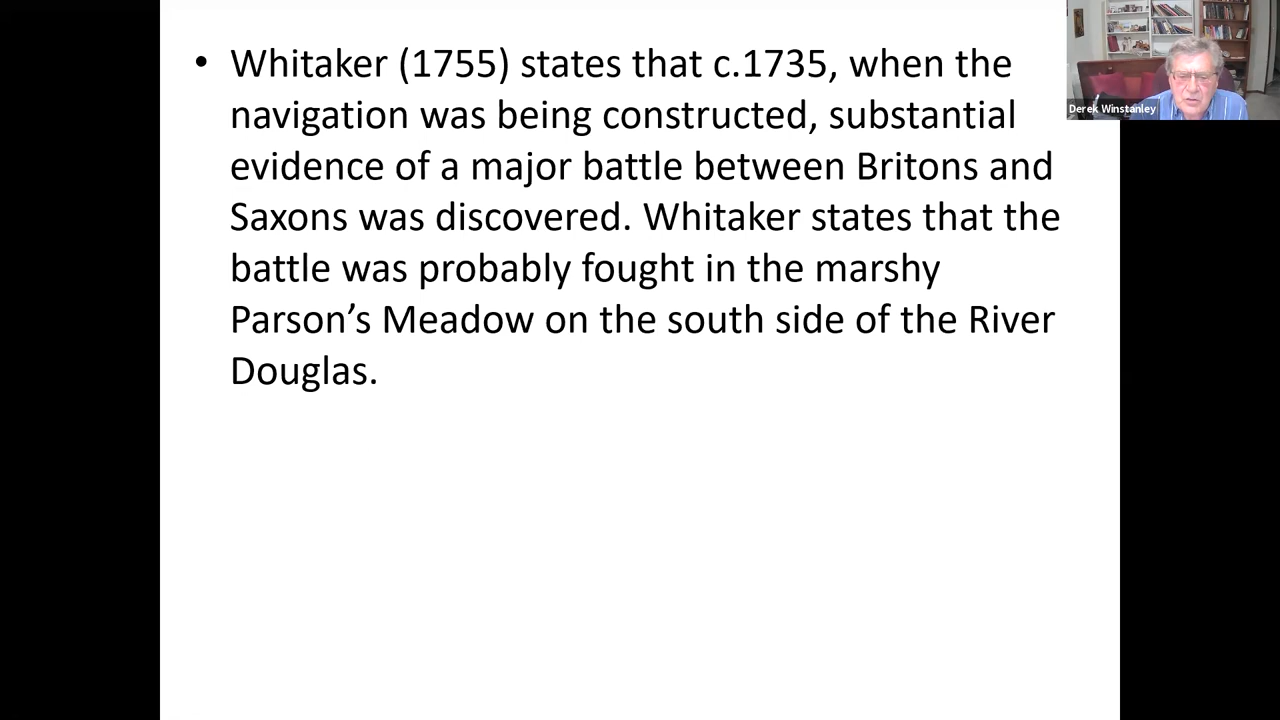 • Whitaker (1755) states that c.1735, when the
navigation was being constructed, substantial
evidence of a major battle between Britons and
Saxons was discovered. Whitaker states that the
battle was probably fought in the marshy
Parson’s Meadow on the south side of the River
Douglas.
Derek Winstanley